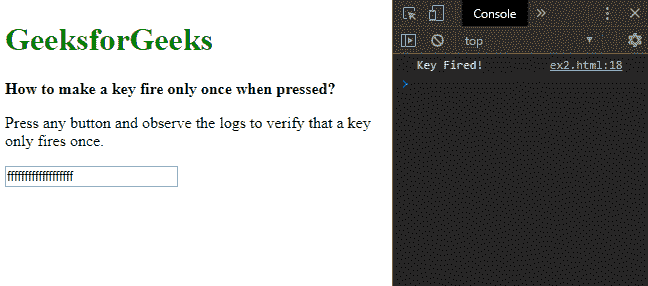 GeeksforGeeks
How to make a key fire only once when pressed?
Press any button and observe the logs to verify that a key
only fires once.
Console
top
Key Fired!
ex2.html:18